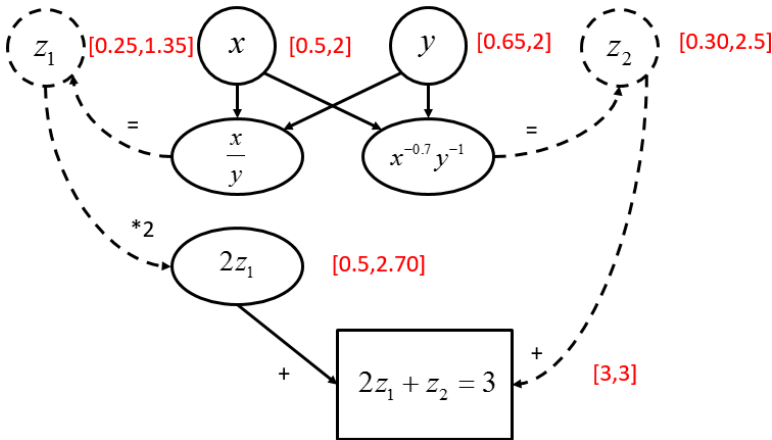 z₁ [0.25,1.35] x [0.5,2] y [0.65,2] z₂ [0.30,2.5]
= x/y x^{-0.7} y^{-1} =
*2
2z₁ [0.5,2.70]
+ 2z₁ + z₂ = 3 + [3,3]